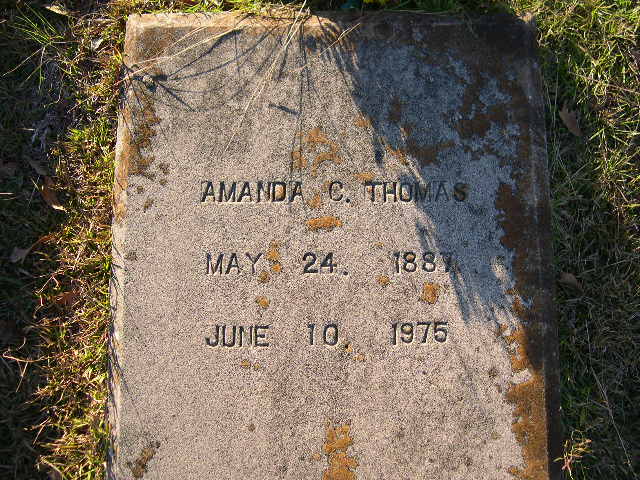 AMANDA C. THOMAS
MAY 24. 1887.
JUNE 10, 1975